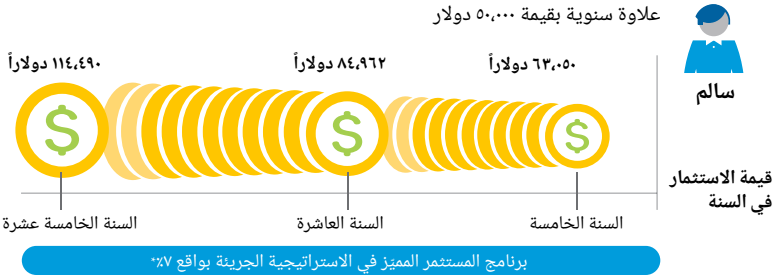 علاوة سنوية بقيمة ٥٠،٠٠٠ دولار
سالم
٦٣،٠٥٠ دولاراً
٨٤،٩٦٢ دولاراً
١١٤،٤٩٠ دولاراً
$
$
$
قيمة الاستثمار
في السنة
السنة الخامسة
السنة العاشرة
السنة الخامسة عشرة
برنامج المستثمر المميّز في الاستراتيجية الجريئة بواقع ٧٪*